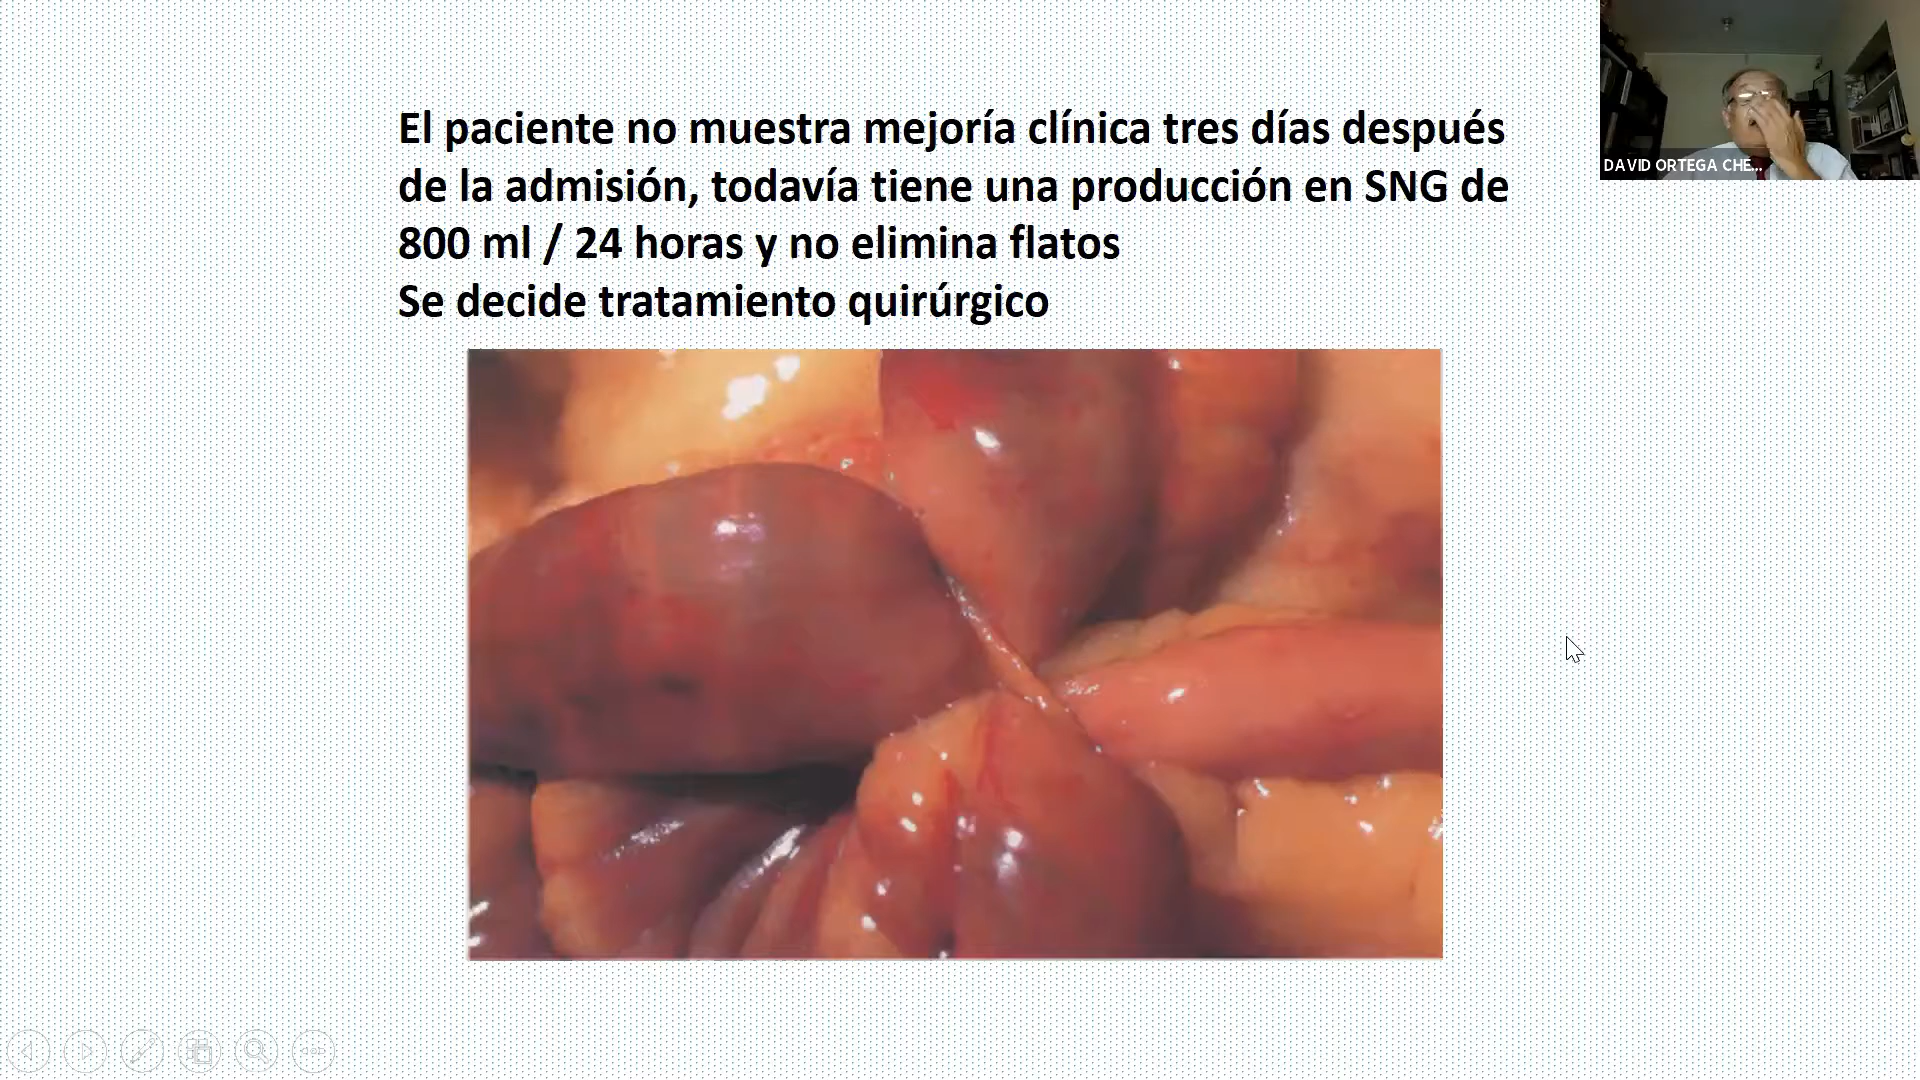 El paciente no muestra mejoría clínica tres días después
de la admisión, todavía tiene una producción en SNG de
800 ml / 24 horas y no elimina flatos
Se decide tratamiento quirúrgico
DAVID ORTEGA CHE...